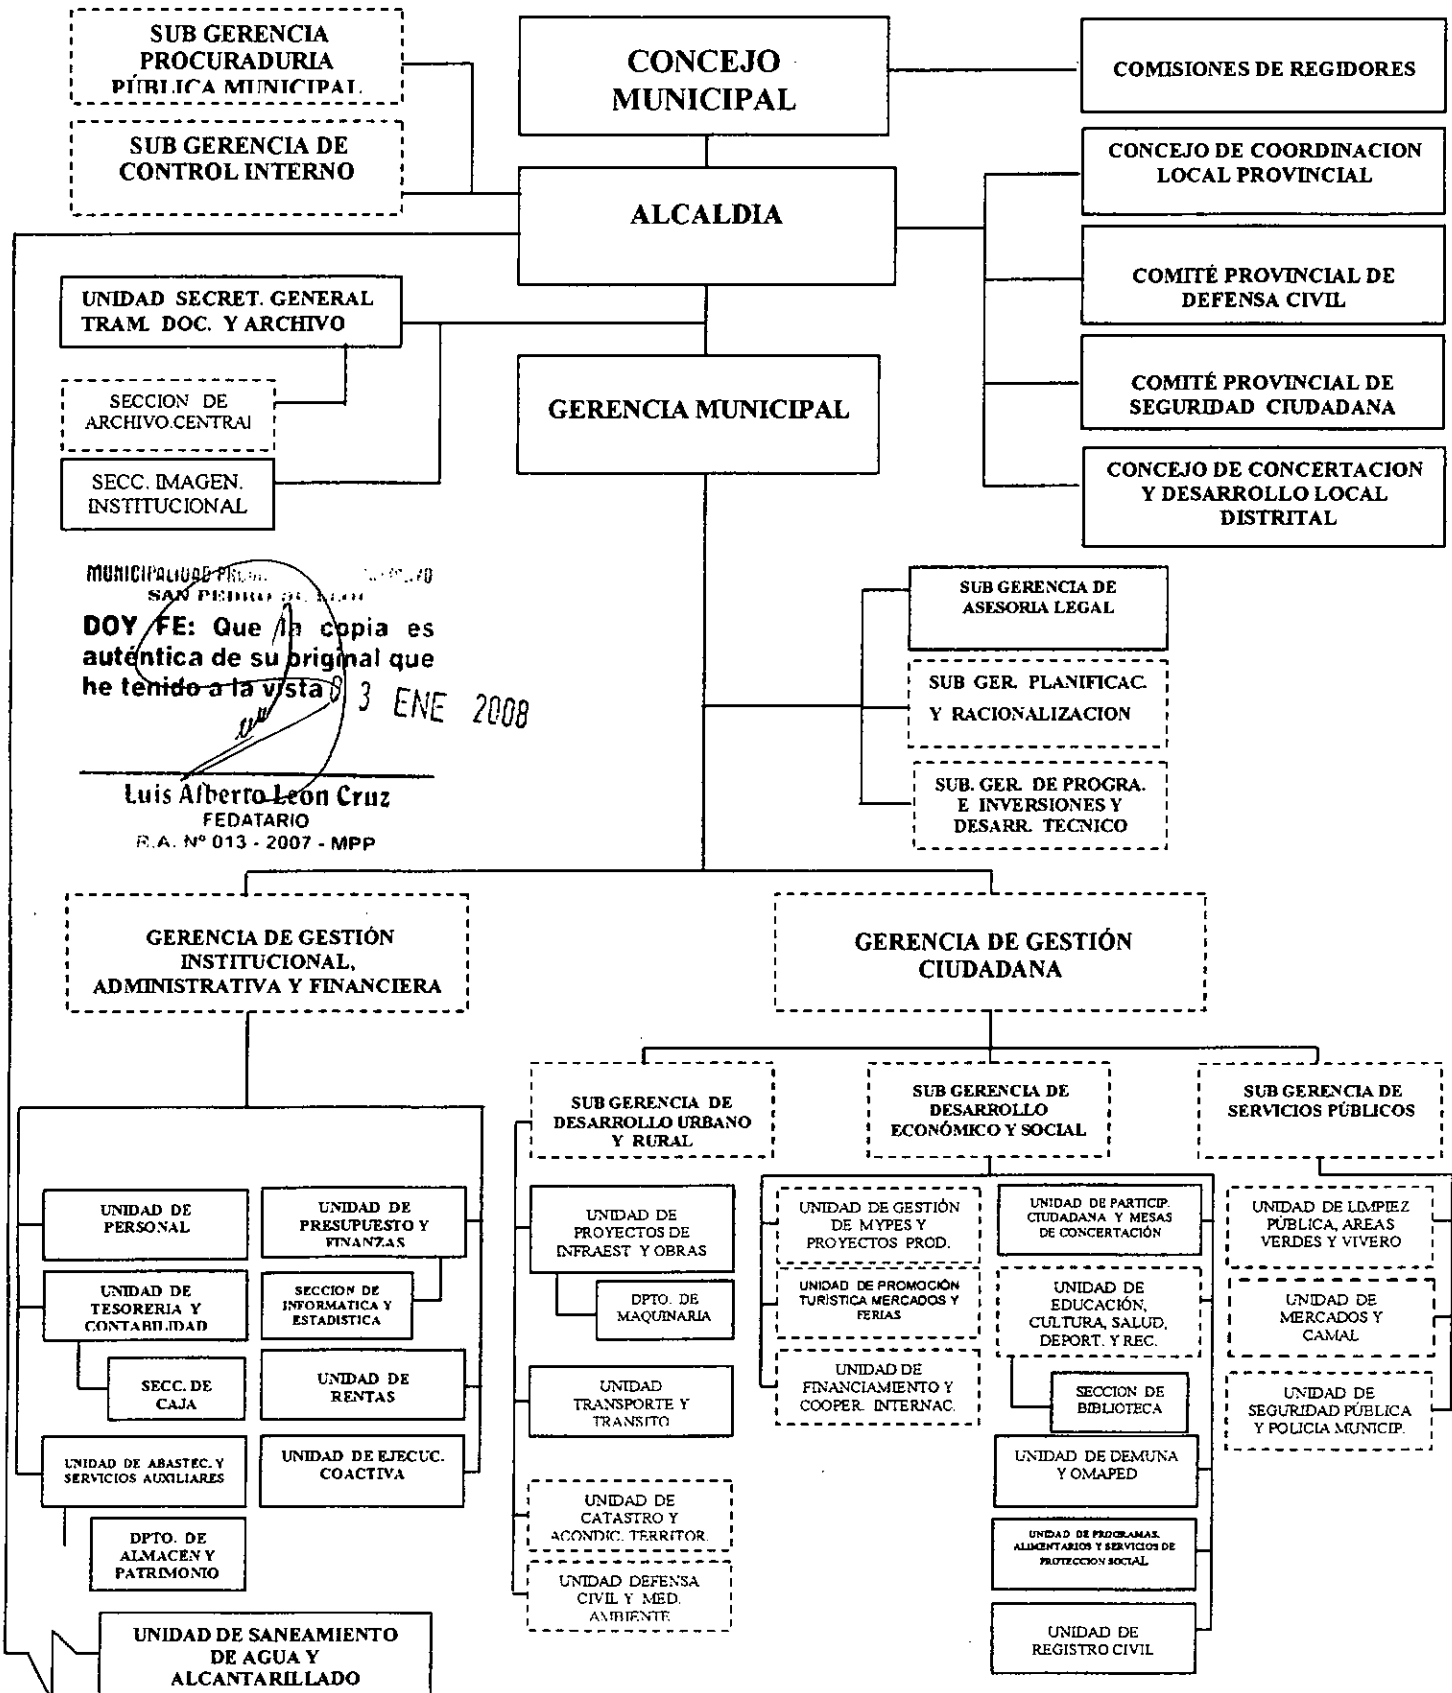 SUB GERENCIA
PROCURADURIA
PÚBLICA MUNICIPAL
CONCEJO
MUNICIPAL
COMISIONES DE REGIDORES
SUB GERENCIA DE
CONTROL INTERNO
ALCALDIA
CONCEJO DE COORDINACION
LOCAL PROVINCIAL
COMITÉ PROVINCIAL DE
DEFENSA CIVIL
COMITÉ PROVINCIAL DE
SEGURIDAD CIUDADANA
CONCEJO DE CONCERTACION
Y DESARROLLO LOCAL
DISTRITAL
UNIDAD SECRET. GENERAL
TRAM. DOC. Y ARCHIVO
SECCION DE
ARCHIVO.CENTRAL
SECC. IMAGEN.
INSTITUCIONAL
GERENCIA MUNICIPAL
MUNICIPALIDAD
SAN PEDRO
DOY FE: Que la copia es
auténtica de su original que
he tenido a la vista
3 ENE 2008
Luis Alberto León Cruz
FEDATARIO
R.A. Nº 013 - 2007 - MPP
SUB GERENCIA DE
ASESORIA LEGAL
SUB GER. PLANIFICAC.
Y RACIONALIZACION
SUB. GER. DE PROGRA.
E INVERSIONES Y
DESARR. TECNICO
GERENCIA DE GESTIÓN
INSTITUCIONAL,
ADMINISTRATIVA Y FINANCIERA
GERENCIA DE GESTIÓN
CIUDADANA
UNIDAD DE
PERSONAL
UNIDAD DE
TESORERIA Y
CONTABILIDAD
SECC. DE
CAJA
UNIDAD DE ABASTEC. Y
SERVICIOS AUXILIARES
DPTO. DE
ALMACEN Y
PATRIMONIO
UNIDAD DE
PRESUPUESTO Y
FINANZAS
SECCION DE
INFORMATICA Y
ESTADISTICA
UNIDAD DE
RENTAS
UNIDAD DE EJECUC.
COACTIVA
SUB GERENCIA DE
DESARROLLO URBANO
Y RURAL
UNIDAD DE
PROYECTOS DE
INFRAEST Y OBRAS
DPTO. DE
MAQUINARIA
UNIDAD
TRANSPORTE Y
TRANSITO
UNIDAD DE
CATASTRO Y
ACONDIC. TERRITOR.
UNIDAD DEFENSA
CIVIL Y MED.
AMBIENTE
SUB GERENCIA DE
DESARROLLO
ECONÓMICO Y SOCIAL
UNIDAD DE GESTIÓN
DE MYPES Y
PROYECTOS PROD.
UNIDAD DE PROMOCIÓN
TURÍSTICA MERCADOS Y
FERIAS
UNIDAD DE
FINANCIAMIENTO Y
COOPER. INTERNAC.
UNIDAD DE PARTICIP.
CIUDADANA Y MESAS
DE CONCERTACIÓN
UNIDAD DE
EDUCACIÓN,
CULTURA, SALUD,
DEPORT. Y REC.
SECCION DE
BIBLIOTECA
UNIDAD DE DEMUNA
Y OMAPED
UNIDAD DE PROGRAMAS.
ALIMENTARIOS Y SERVICIOS DE
PROTECCION SOCIAL
UNIDAD DE
REGISTRO CIVIL
SUB GERENCIA DE
SERVICIOS PÚBLICOS
UNIDAD DE LIMPIEZ
PÚBLICA, AREAS
VERDES Y VIVERO
UNIDAD DE
MERCADOS Y
CAMAL
UNIDAD DE
SEGURIDAD PÚBLICA
Y POLICIA MUNICIP.
UNIDAD DE SANEAMIENTO
DE AGUA Y
ALCANTARILLADO